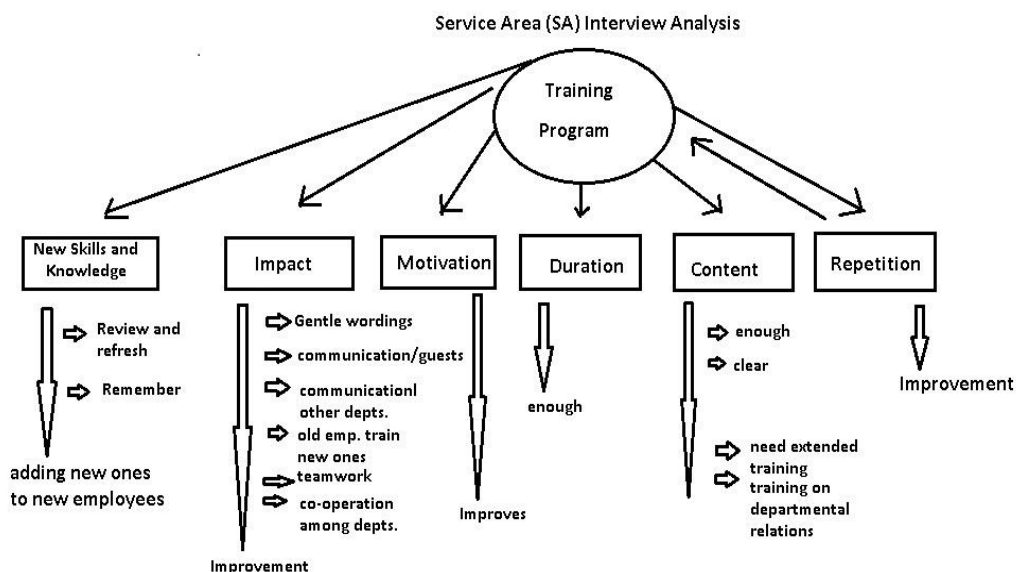 Service Area (SA) Interview Analysis
Training
Program
New Skills and
Knowledge
Impact
Motivation
Duration
Content
Repetition
Review and
refresh
Remember
adding new ones
to new employees
Gentle wordings
communication/guests
communicationl
other depts.
old emp. train
new ones
teamwork
co-operation
among depts.
Improvement
Improves
enough
enough
clear
need extended
training
training on
departmental
relations
Improvement